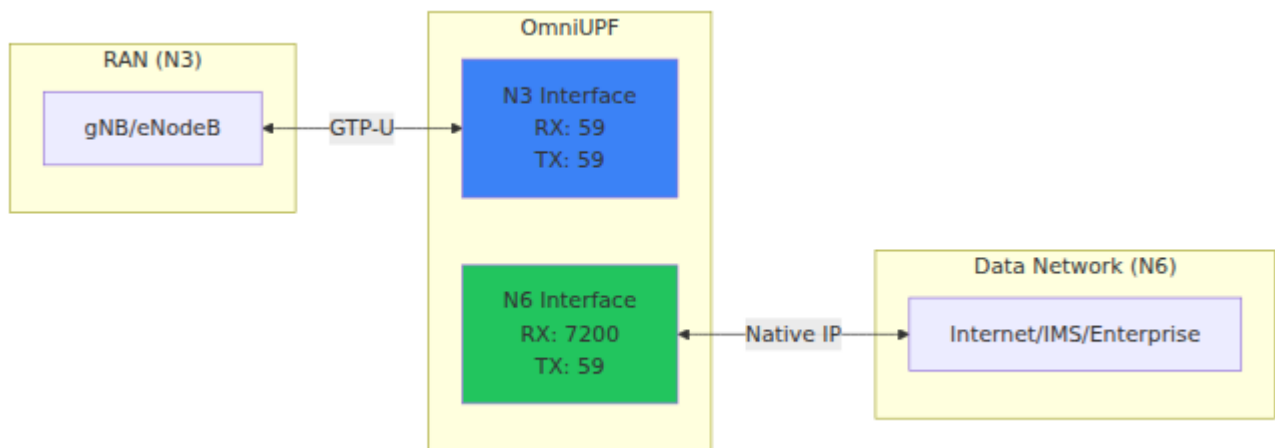 RAN (N3)
gNB/eNodeB
GTP-U
OmniUPF
N3 Interface
RX: 59
TX: 59
N6 Interface
RX: 7200
TX: 59
Native IP
Data Network (N6)
Internet/IMS/Enterprise